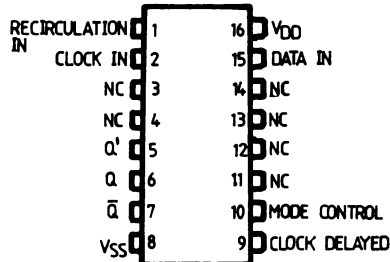 RECIRCULATION IN 1 16 VDD
CLOCK IN 2 15 DATA IN
NC 3 14 NC
NC 4 13 NC
Q' 5 12 NC
Q 6 11 NC
Q̅ 7 10 MODE CONTROL
VSS 8 9 CLOCK DELAYED